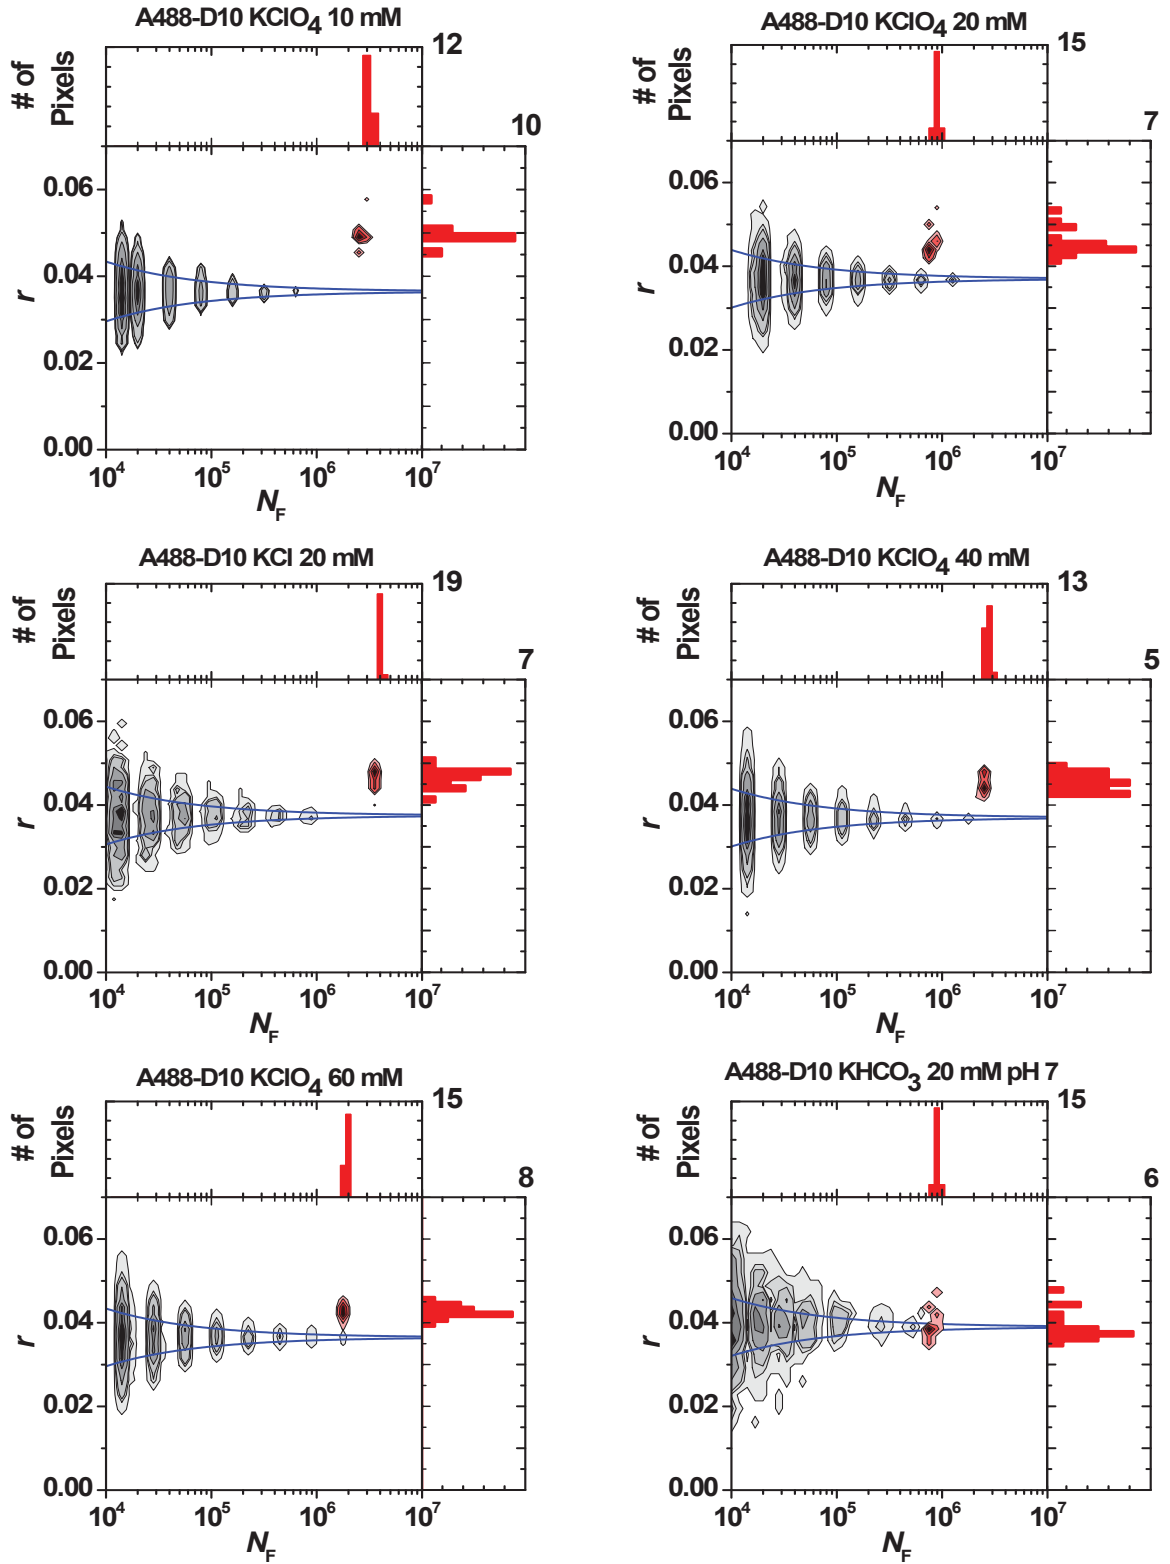 A488-D10 KClO4 10 mM
# of
Pixels
12
10
r
0.06
0.04
0.02
0.00
10^4 10^5 10^6 10^7
N_F
A488-D10 KClO4 20 mM
# of
Pixels
15
7
r
0.06
0.04
0.02
0.00
10^4 10^5 10^6 10^7
N_F
A488-D10 KCl 20 mM
# of
Pixels
19
7
r
0.06
0.04
0.02
0.00
10^4 10^5 10^6 10^7
N_F
A488-D10 KClO4 40 mM
# of
Pixels
13
5
r
0.06
0.04
0.02
0.00
10^4 10^5 10^6 10^7
N_F
A488-D10 KClO4 60 mM
# of
Pixels
15
8
r
0.06
0.04
0.02
0.00
10^4 10^5 10^6 10^7
N_F
A488-D10 KHCO3 20 mM pH 7
# of
Pixels
15
6
r
0.06
0.04
0.02
0.00
10^4 10^5 10^6 10^7
N_F